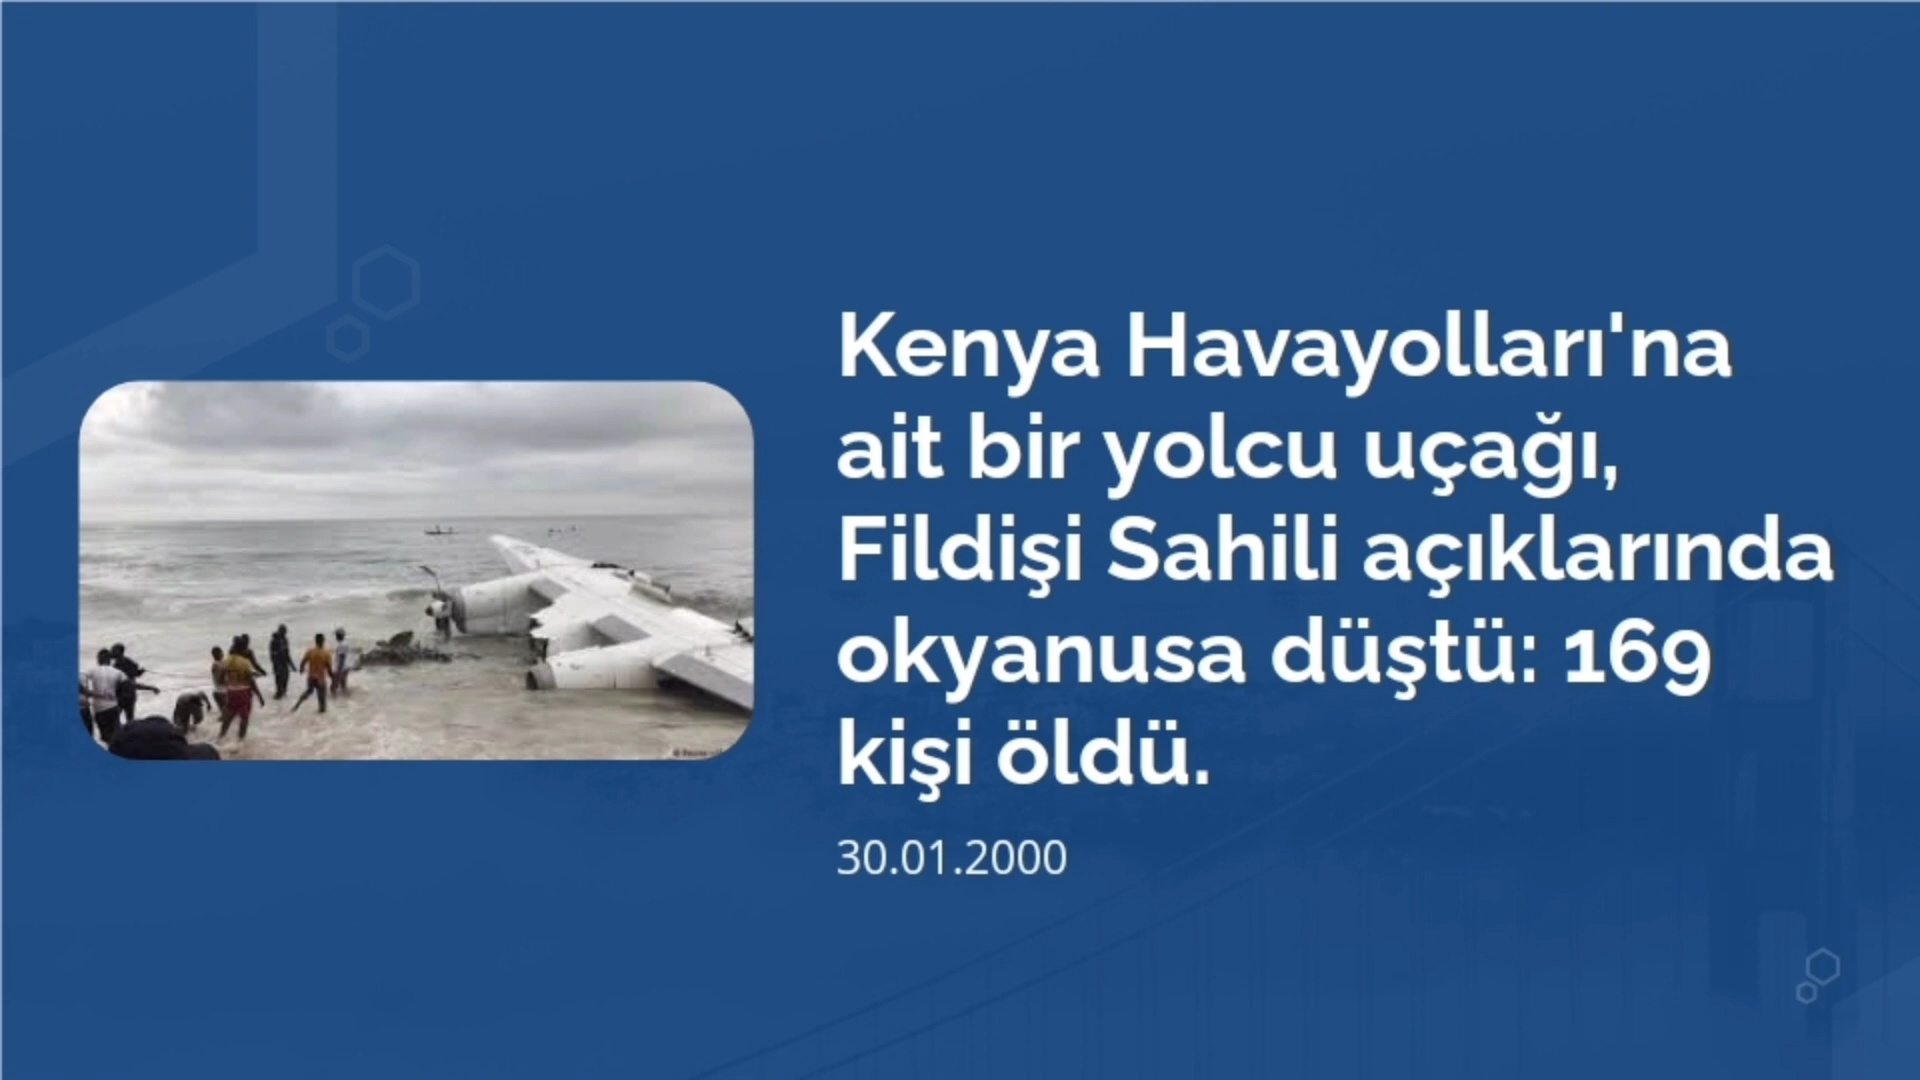 Kenya Havayolları'na
ait bir yolcu uçağı,
Fildişi Sahili açıklarında
okyanusa düştü: 169
kişi öldü.
30.01.2000